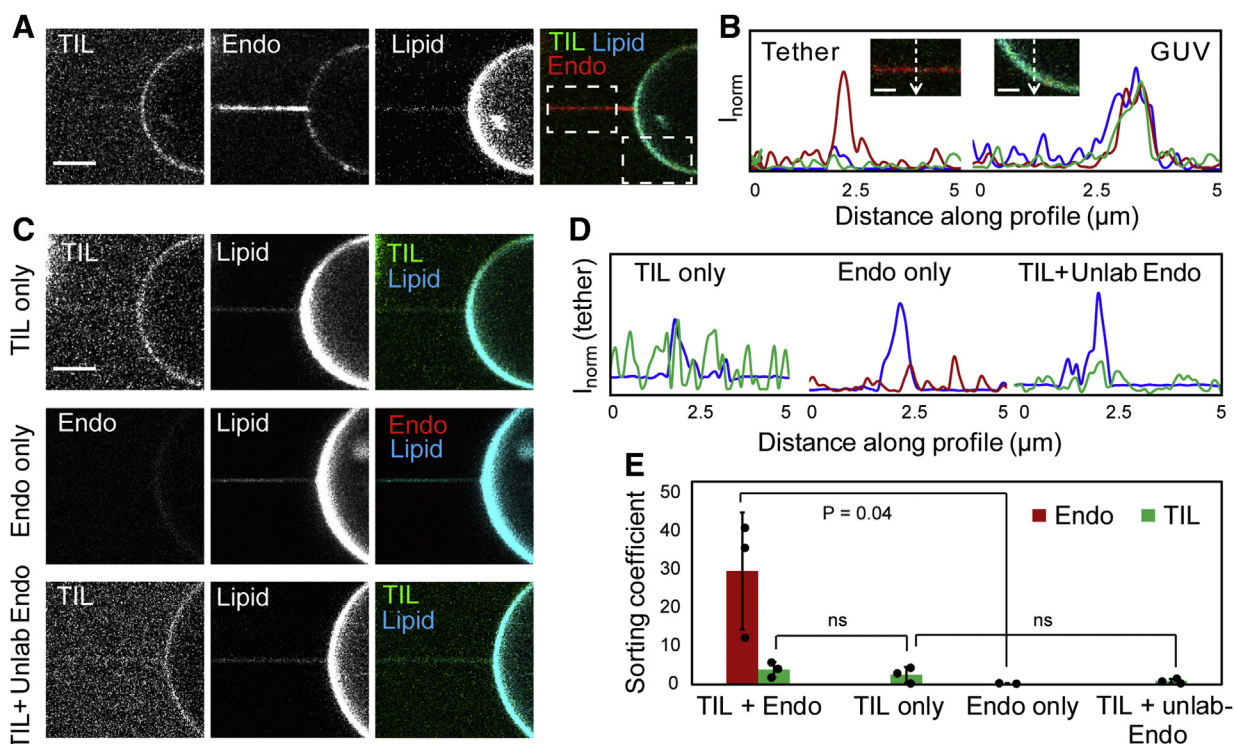 A
TIL
Endo
Lipid
TIL Lipid
Endo
B
Tether
GUV
I norm
0 2.5 5 0 2.5 5
Distance along profile (µm)
C
TIL only
TIL
Lipid
TIL
Lipid
Endo only
Endo
Lipid
Endo
Lipid
TIL+ Unlab Endo
TIL
Lipid
TIL
Lipid
D
TIL only
Endo only
TIL+Unlab Endo
I norm (tether)
0 2.5 5 0 2.5 5 0 2.5 5
Distance along profile (µm)
E
Sorting coefficient
50
40
30
20
10
0
P = 0.04
Endo
TIL
ns
ns
TIL + Endo
TIL only
Endo only
TIL + unlab-
Endo